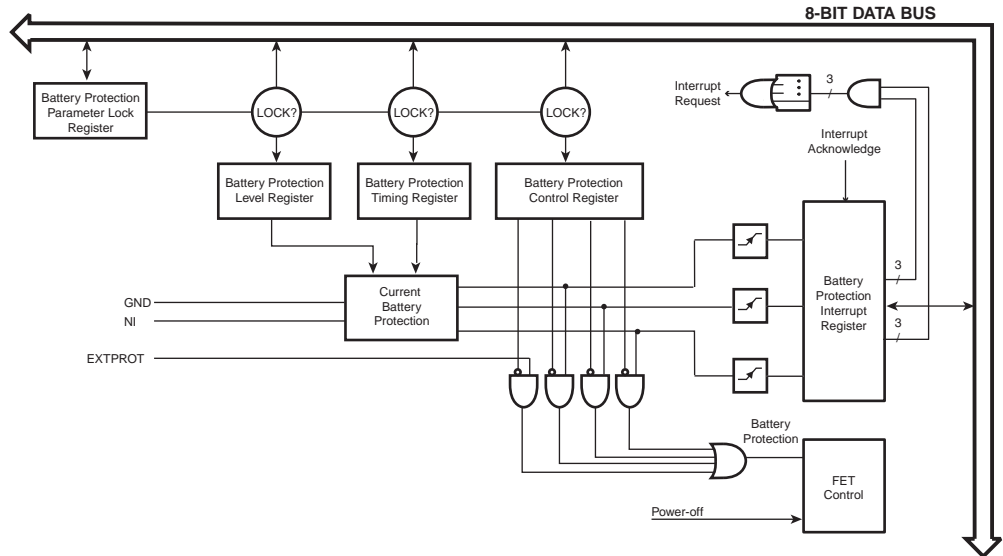 8-BIT DATA BUS
Battery Protection
Parameter Lock
Register
LOCK?
LOCK?
LOCK?
Interrupt
Request
3
Interrupt
Acknowledge
Battery Protection
Level Register
Battery Protection
Timing Register
Battery Protection
Control Register
GND
NI
Current
Battery
Protection
Battery
Protection
Interrupt
Register
3
3
EXTPROT
Battery
Protection
FET
Control
Power-off